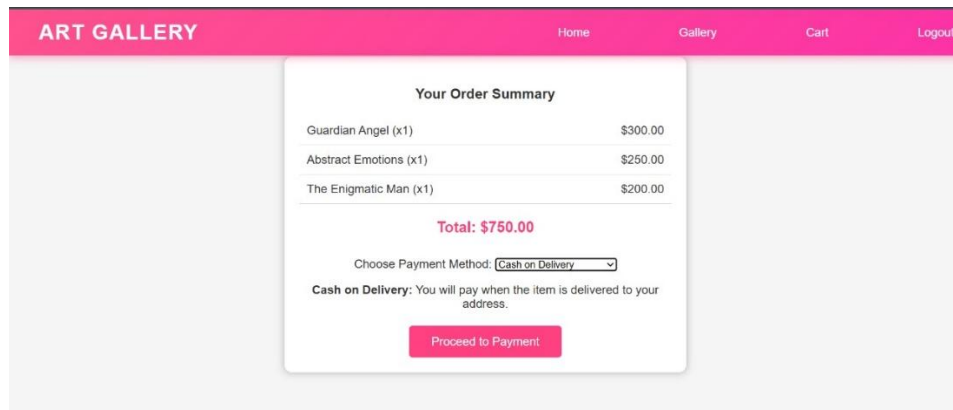 ART GALLERY Home Gallery Cart Logout
Your Order Summary
Guardian Angel (x1) $300.00
Abstract Emotions (x1) $250.00
The Enigmatic Man (x1) $200.00
Total: $750.00
Choose Payment Method: Cash on Delivery
Cash on Delivery: You will pay when the item is delivered to your
address.
Proceed to Payment